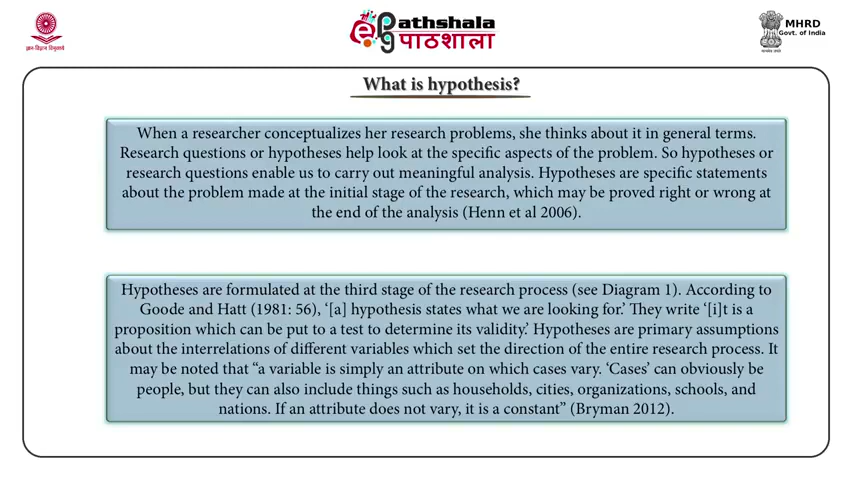 ज्ञान-विज्ञान विमुक्तये
ePg
athshala
पाठशाला
सत्यमेव जयते
MHRD
Govt. of India
What is hypothesis?
When a researcher conceptualizes her research problems, she thinks about it in general terms.
Research questions or hypotheses help look at the specific aspects of the problem. So hypotheses or
research questions enable us to carry out meaningful analysis. Hypotheses are specific statements
about the problem made at the initial stage of the research, which may be proved right or wrong at
the end of the analysis (Henn et al 2006).
Hypotheses are formulated at the third stage of the research process (see Diagram 1). According to
Goode and Hatt (1981: 56), ‘[a] hypothesis states what we are looking for.’ They write ‘[i]t is a
proposition which can be put to a test to determine its validity.’ Hypotheses are primary assumptions
about the interrelations of different variables which set the direction of the entire research process. It
may be noted that “a variable is simply an attribute on which cases vary. ‘Cases’ can obviously be
people, but they can also include things such as households, cities, organizations, schools, and
nations. If an attribute does not vary, it is a constant” (Bryman 2012).